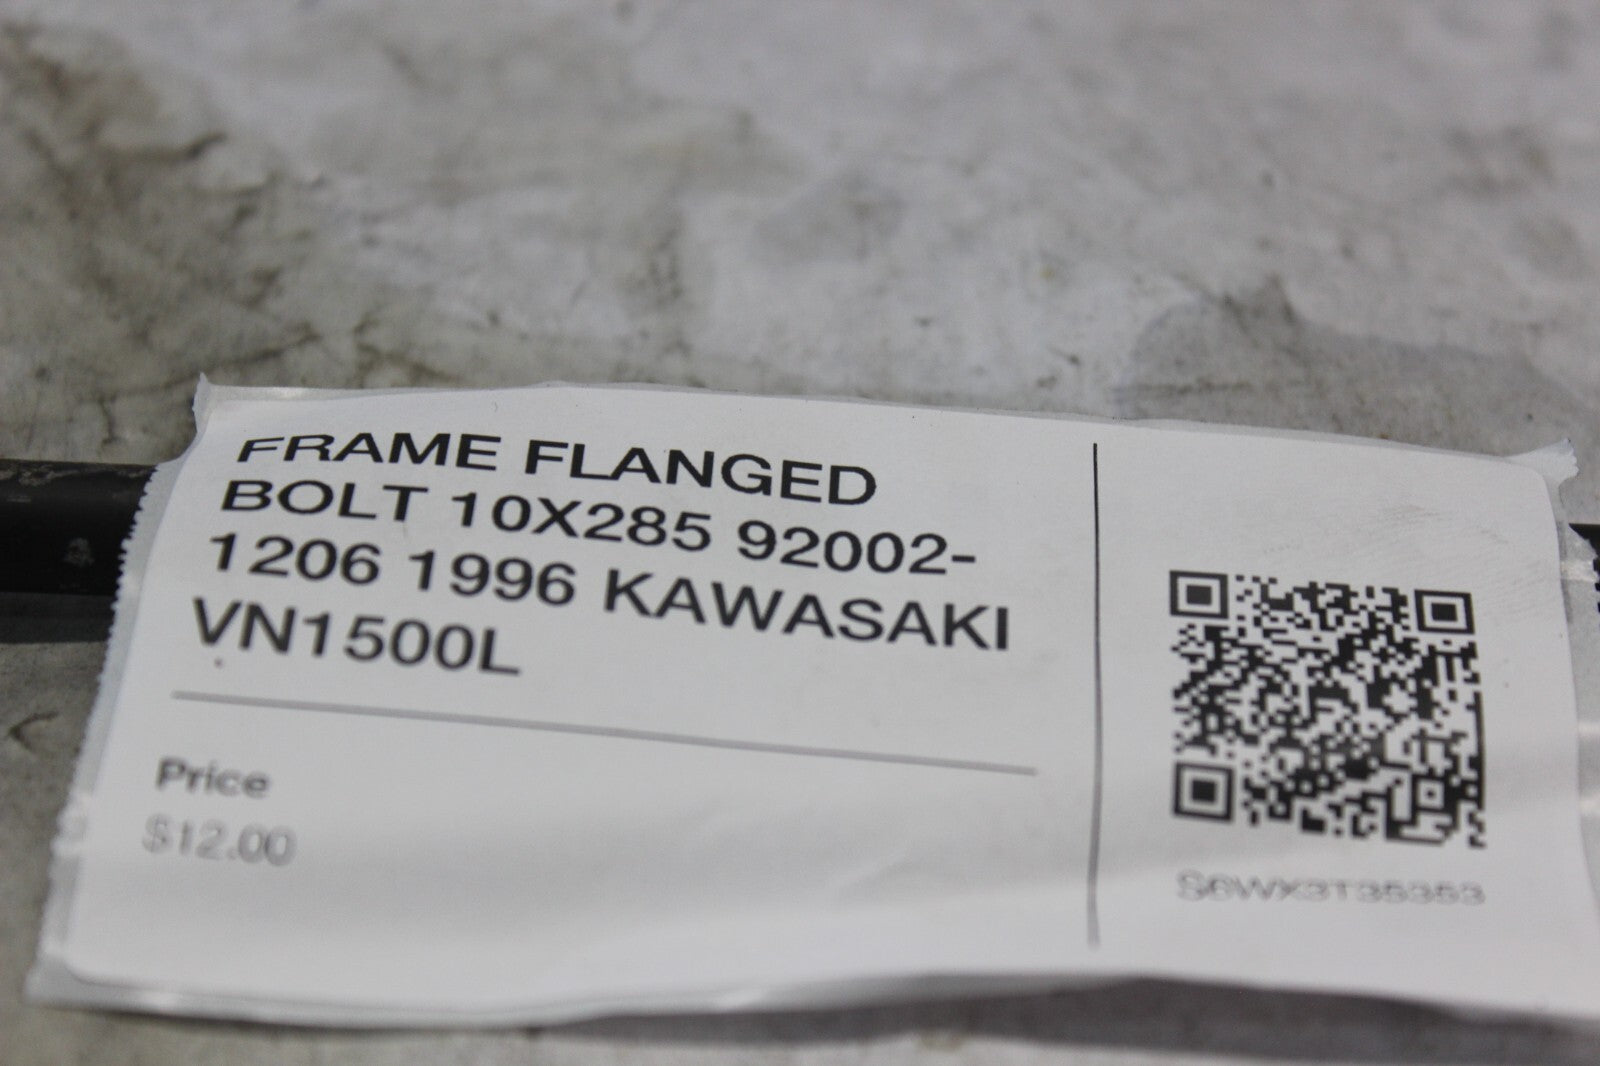 FRAME FLANGED
BOLT 10X285 92002-
1206 1996 KAWASAKI
VN1500L
Price
$12.00
S6WX3T35353